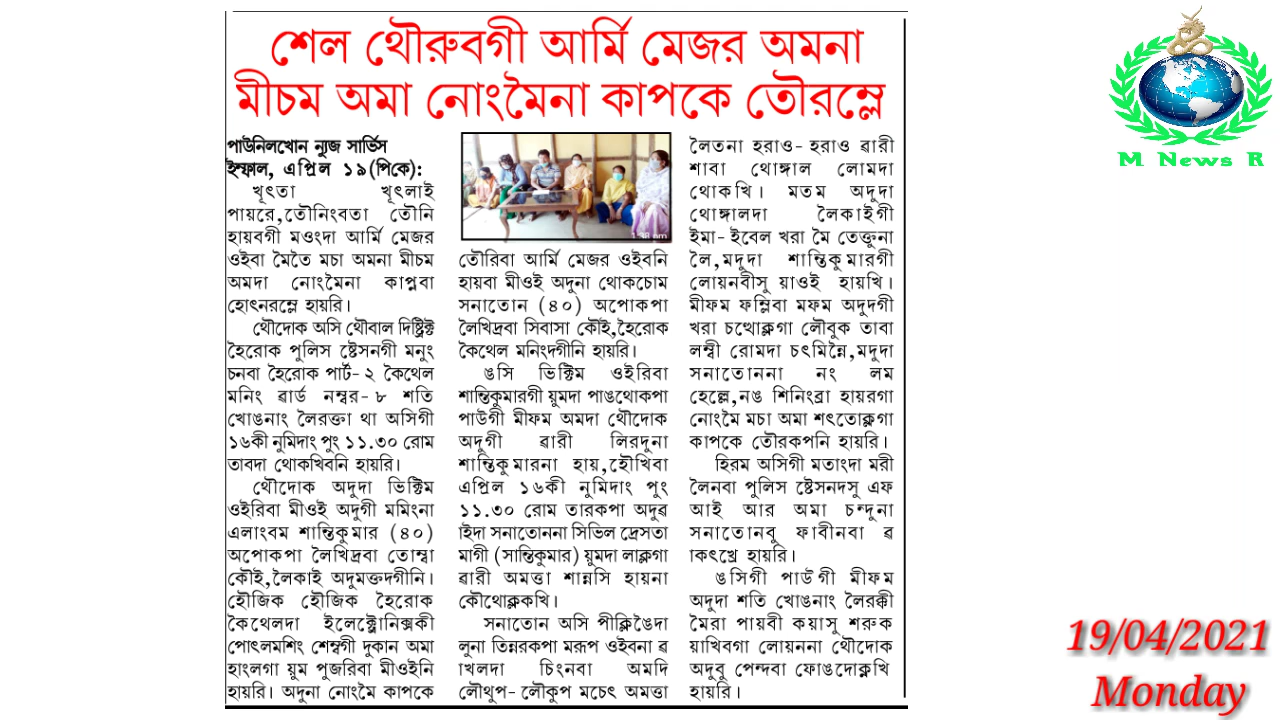 শেল থৌরুবগী আর্মি মেজর অমনা
মীচম অমা নোংমৈনা কাপকে তৌরম্লে
পাউনিলখোন ন্যুজ সার্ভিস
ইম্ফাল, এপ্রিল ১৯(পিকে):
খূৎতা খূৎলাই
পায়রে,তৌনিংবতা তৌনি
হায়বগী মওংদা আর্মি মেজর
ওইবা মৈতৈ মচা অমনা মীচম
অমদা নোংমৈনা কাপ্নবা
হোৎনরম্লে হায়রি।
থৌদোক অসি থৌবাল দিষ্ট্রিক্ট
হৈরোক পুলিস ষ্টেসনগী মনুং
চনবা হৈরোক পার্ট- ২ কৈথেল
মনিং ৱার্ড নম্বর- ৮ শতি
খোঙনাং লৈরক্তা থা অসিগী
১৬কী নুমিদাং পুং ১১.৩০ রোম
তাবদা থোকখিবনি হায়রি।
থৌদোক অদুদা ভিক্টিম
ওইরিবা মীওই অদুগী মমিংনা
এলাংবম শান্তিকুমার (৪০)
অপোকপা লৈখিদ্রবা তোম্বা
কৌই,লৈকাই অদুমক্তদগীনি।
হৌজিক হৌজিক হৈরোক
কৈথেলদা ইলেক্ট্রোনিক্সকী
পোৎলমশিং শেম্বগী দুকান অমা
হাংলগা য়ুম পুজরিবা মীওইনি
হায়রি। অদুনা নোংমৈ কাপকে
1:38 pm
তৌরিবা আর্মি মেজর ওইবনি
হায়বা মীওই অদুনা থোকচোম
সনাতোন (৪০) অপোকপা
লৈখিদ্রবা সিবাসা কৌই,হৈরোক
কৈথেল মনিংদগীনি হায়রি।
ঙসি ভিক্টিম ওইরিবা
শান্তিকুমারগী য়ুমদা পাঙথোকপা
পাউগী মীফম অমদা থৌদোক
অদুগী ৱারী লিরদুনা
শান্তিকুমারনা হায়,হৌখিবা
এপ্রিল ১৬কী নুমিদাং পুং
১১.৩০ রোম তারকপা অদুৱ
াইদা সনাতোননা সিভিল দ্রেসতা
মাগী (সান্তিকুমার) য়ুমদা লাক্লগা
ৱারী অমত্তা শান্নসি হায়না
কৌথোক্লকখি।
সনাতোন অসি পীক্লিঙৈদা
লুনা তিন্নরকপা মরূপ ওইবনা ৱ
াখলদা চিংনবা অমদি
লৌথুপ- লৌকুপ মচেৎ অমত্তা
লৈতনা হরাও- হরাও ৱারী
শাবা থোঙ্গাল লোমদা
থোকখি। মতম অদুদা
থোঙ্গালদা লৈকাইগী
ইমা- ইবেল খরা মৈ তেক্তুনা
লৈ,মদুদা শান্তিকুমারগী
লোয়নবীসু য়াওই হায়খি।
মীফম ফম্লিবা মফম অদুদগী
খরা চত্থোক্লগা লৌবুক তাবা
লম্বী রোমদা চৎমিন্নৈ,মদুদা
সনাতোননা নং লম
হেল্লে,নঙ শিনিংব্রা হায়রগা
নোংমৈ মচা অমা শৎতোক্লগা
কাপকে তৌরকপনি হায়রি।
হিরম অসিগী মতাংদা মরী
লৈনবা পুলিস ষ্টেসনদসু এফ
আই আর অমা চন্দুনা
সনাতোনবু ফাবীনবা ৱ
াকৎখ্রে হায়রি।
ঙসিগী পাউগী মীফম
অদুদা শতি খোঙনাং লৈরক্কী
মৈরা পায়বী কয়াসু শরুক
য়াখিবগা লোয়ননা থৌদোক
অদুবু পেন্দবা ফোঙদোক্লখি
হায়রি।
M News R
19/04/2021
Monday